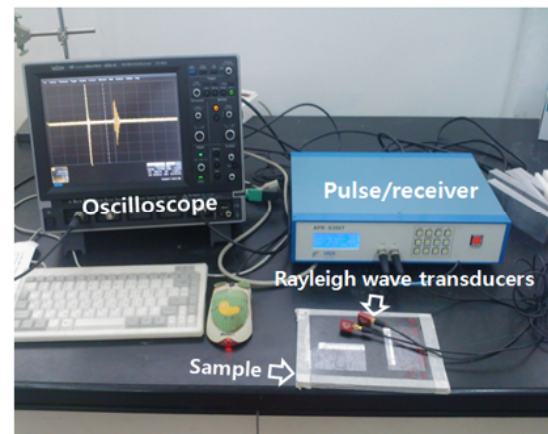 Oscilloscope
Pulse/receiver
Rayleigh wave transducers
Sample